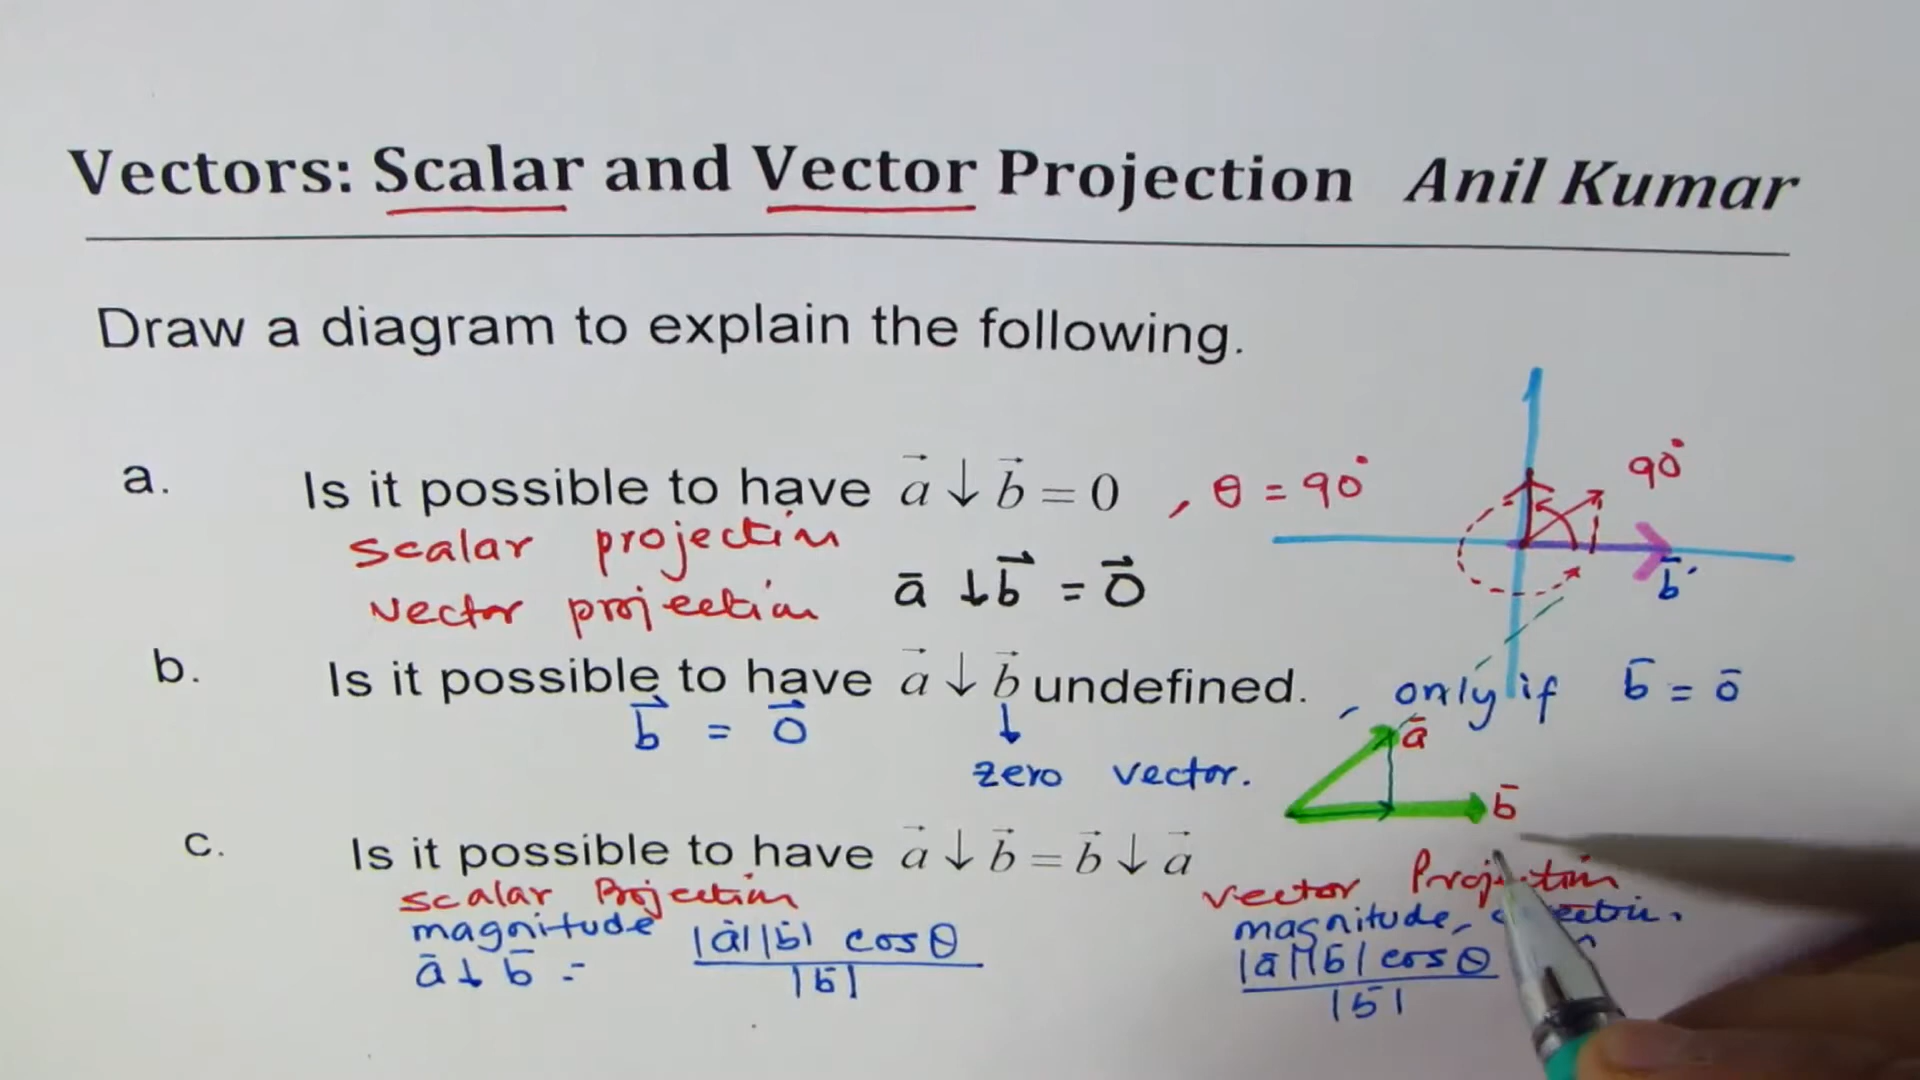 Vectors: Scalar and Vector Projection Anil Kumar
Draw a diagram to explain the following.
a. Is it possible to have a⃗ ↓ b⃗ = 0 , θ = 90°
90°
scalar projection
vector projection
ā ↓ b⃗ = 0⃗
b̄
b. Is it possible to have a⃗ ↓ b⃗ undefined. , only if b̄ = ō
b⃗ = 0⃗
↓
zero vector.
ā
b̄
c. Is it possible to have a⃗ ↓ b⃗ = b⃗ ↓ a⃗
scalar Projection
vector
magnitude
magnitude,
ā ↓ b̄ = |ā||b̄| cos θ
|b̄|
|ā||b̄| cos θ
|b̄|